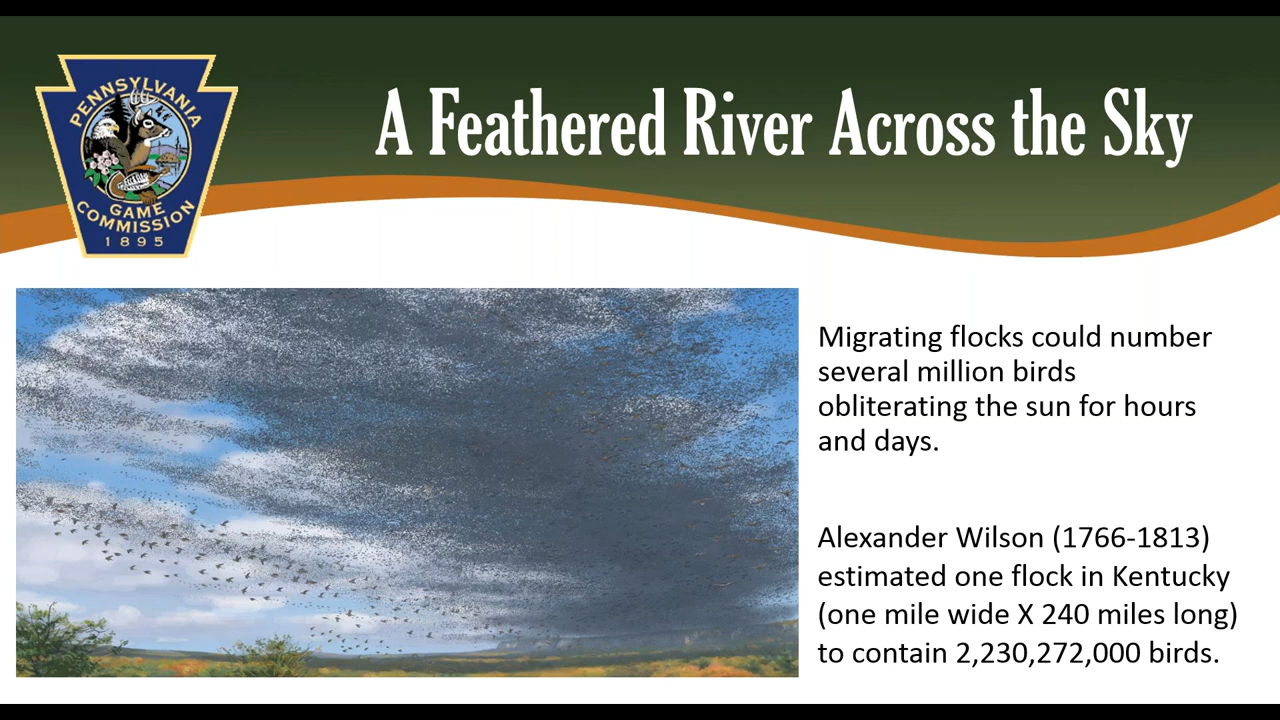 PENNSYLVANIA
GAME
COMMISSION
1895
A Feathered River Across the Sky
Migrating flocks could number
several million birds
obliterating the sun for hours
and days.
Alexander Wilson (1766-1813)
estimated one flock in Kentucky
(one mile wide X 240 miles long)
to contain 2,230,272,000 birds.